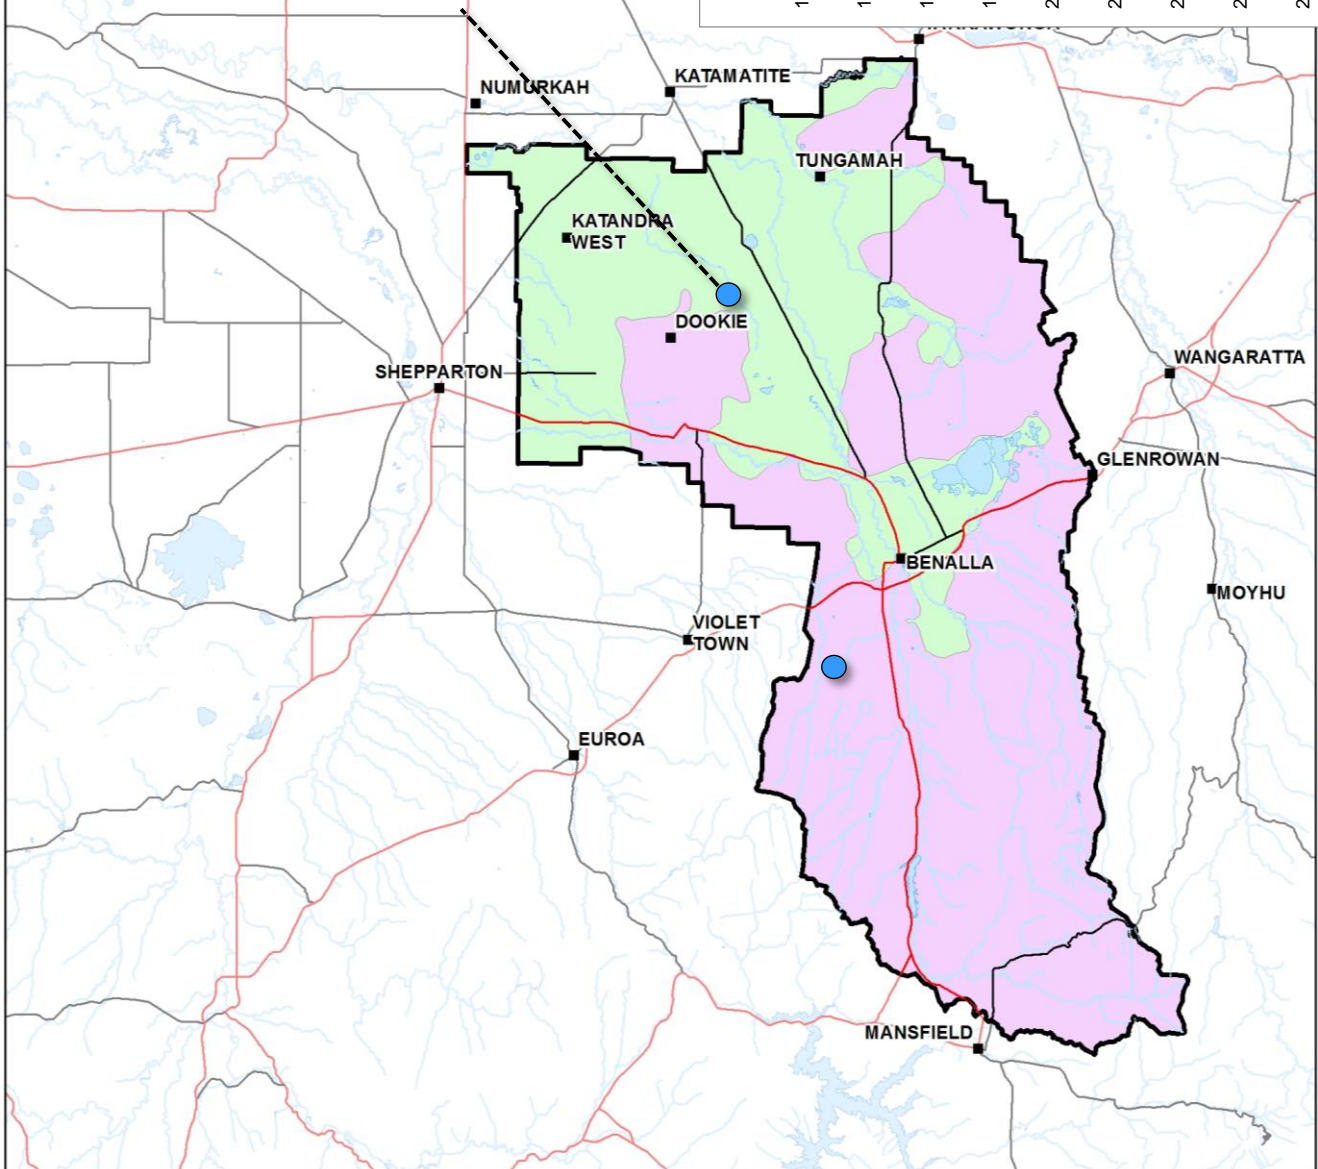 NUMURKAH
KATAMATITE
TUNGAMAH
KATANDRA
WEST
DOOKIE
SHEPPARTON
WANGARATTA
GLENROWAN
BENALLA
MOYHU
VIOLET
TOWN
EUROA
MANSFIELD